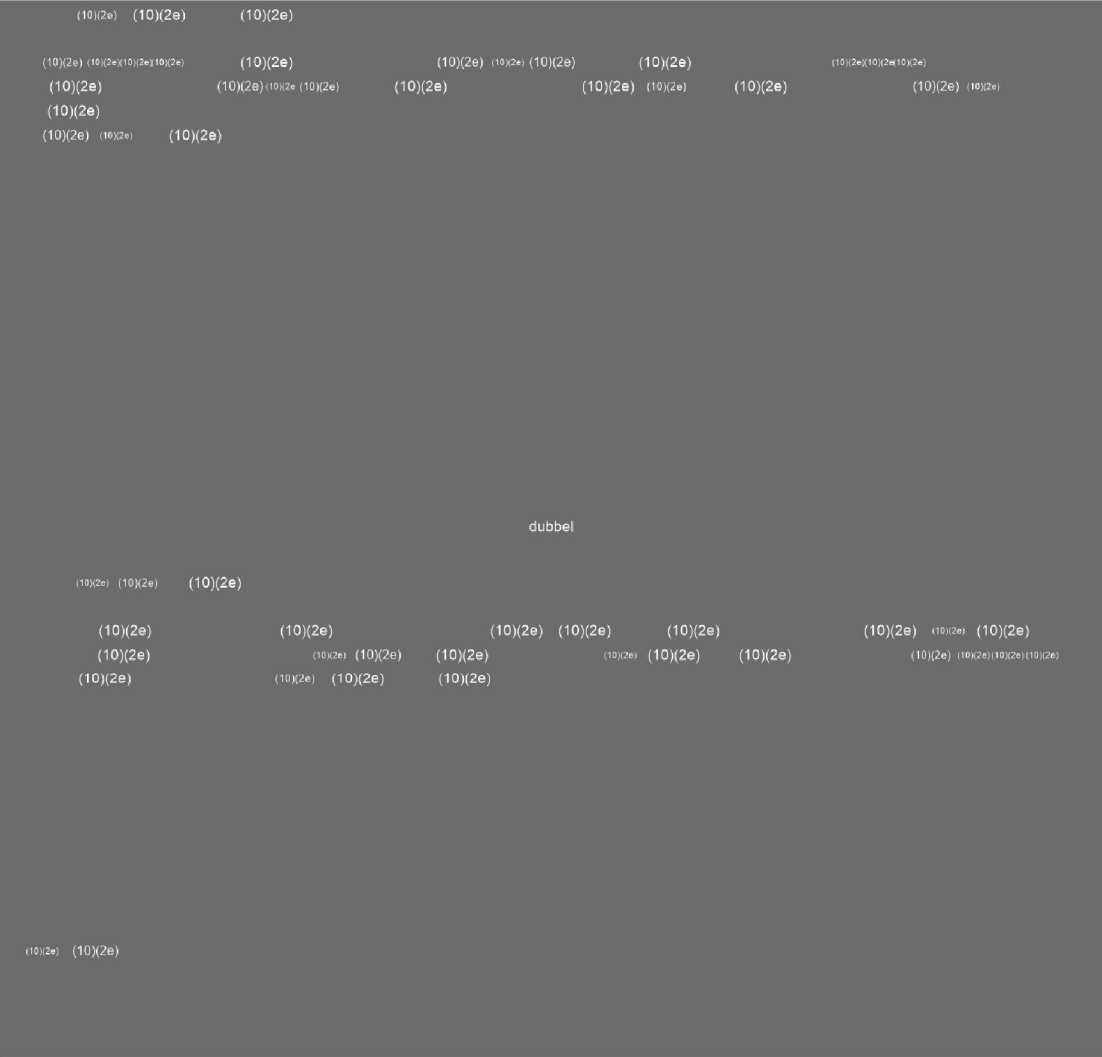 (10)(2e) (10)(2e) (10)(2e)
(10)(2e) (10)(2e)(10)(2e)(10)(2e) (10)(2e) (10)(2e) (10)(2e) (10)(2e) (10)(2e) (10)(2e)(10)(2e(10)(2e)
(10)(2e) (10)(2e) (10)(2e (10)(2e) (10)(2e) (10)(2e) (10)(2e) (10)(2e) (10)(2e) (10)(2e)
(10)(2e)
(10)(2e) (10)(2e) (10)(2e)
dubbel
(10)(2e) (10)(2e) (10)(2e)
(10)(2e) (10)(2e) (10)(2e) (10)(2e) (10)(2e) (10)(2e) (10)(2e) (10)(2e)
(10)(2e) (10)(2e) (10)(2e) (10)(2e) (10)(2e) (10)(2e) (10)(2e) (10)(2e) (10)(2e) (10)(2e) (10)(2e)
(10)(2e) (10)(2e) (10)(2e) (10)(2e)
(10)(2e) (10)(2e)